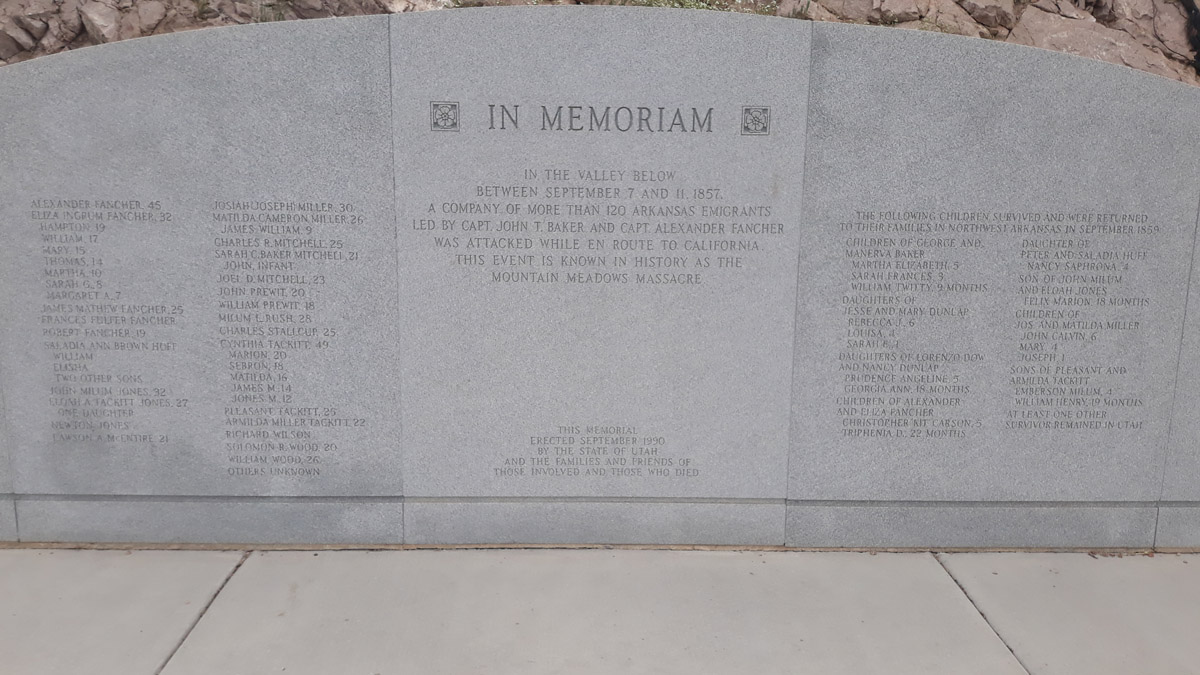 ALEXANDER FANCHER, 45
ELIZA INGRUM FANCHER, 32
HAMPTON, 19
WILLIAM, 17
MARY, 15
THOMAS, 14
MARTHA, 10
SARAH G., 8
MARGARET A., 7
JAMES MATHEW FANCHER, 25
FRANCES FULFER FANCHER
ROBERT FANCHER, 19
SALADIA ANN BROWN HUFF
WILLIAM
ELISHA
TWO OTHER SONS
JOHN MILUM JONES, 32
ELOAH A TACKITT JONES, 27
ONE DAUGHTER
NEWTON JONES
LAWSON A. McENTIRE, 21
JOSIAH (JOSEPH) MILLER, 30
MATILDA CAMERON MILLER, 26
JAMES WILLIAM, 9
CHARLES R. MITCHELL, 25
SARAH C. BAKER MITCHELL, 21
JOHN, INFANT
JOEL D. MITCHELL, 23
JOHN PREWIT, 20
WILLIAM PREWIT, 18
MILUM L. RUSH, 28
CHARLES STALLCUP, 25
CYNTHIA TACKITT, 49
MARION, 20
SEBRON, 18
MATILDA, 16
JAMES M., 14
JONES M., 12
PLEASANT TACKITT, 25
ARMILDA MILLER TACKITT, 22
RICHARD WILSON
SOLOMON R. WOOD, 20
WILLIAM WOOD, 26
OTHERS UNKNOWN
IN MEMORIAM
IN THE VALLEY BELOW
BETWEEN SEPTEMBER 7 AND 11, 1857,
A COMPANY OF MORE THAN 120 ARKANSAS EMIGRANTS
LED BY CAPT. JOHN T. BAKER AND CAPT. ALEXANDER FANCHER
WAS ATTACKED WHILE EN ROUTE TO CALIFORNIA.
THIS EVENT IS KNOWN IN HISTORY AS THE
MOUNTAIN MEADOWS MASSACRE.
THIS MEMORIAL
ERECTED SEPTEMBER 1990
BY THE STATE OF UTAH
AND THE FAMILIES AND FRIENDS OF
THOSE INVOLVED AND THOSE WHO DIED
THE FOLLOWING CHILDREN SURVIVED AND WERE RETURNED
TO THEIR FAMILIES IN NORTHWEST ARKANSAS IN SEPTEMBER 1859:
CHILDREN OF GEORGE AND
MANERVA BAKER
MARTHA ELIZABETH, 5
SARAH FRANCES, 3
WILLIAM TWITTY, 9 MONTHS
DAUGHTERS OF
JESSE AND MARY DUNLAP
REBECCA J., 6
LOUISA, 4
SARAH E., 1
DAUGHTERS OF LORENZO DOW
AND NANCY DUNLAP
PRUDENCE ANGELINE, 5
GEORGIA ANN, 18 MONTHS
CHILDREN OF ALEXANDER
AND ELIZA FANCHER
CHRISTOPHER "KIT" CARSON, 5
TRIPHENIA D., 22 MONTHS
DAUGHTER OF
PETER AND SALADIA HUFF
NANCY SAPHRONA, 4
SON OF JOHN MILUM
AND ELOAH JONES
FELIX MARION, 18 MONTHS
CHILDREN OF
JOS. AND MATILDA MILLER
JOHN CALVIN, 6
MARY, 4
JOSEPH, 1
SONS OF PLEASANT AND
ARMILDA TACKITT
EMBERSON MILUM, 4
WILLIAM HENRY, 19 MONTHS
AT LEAST ONE OTHER
SURVIVOR REMAINED IN UTAH